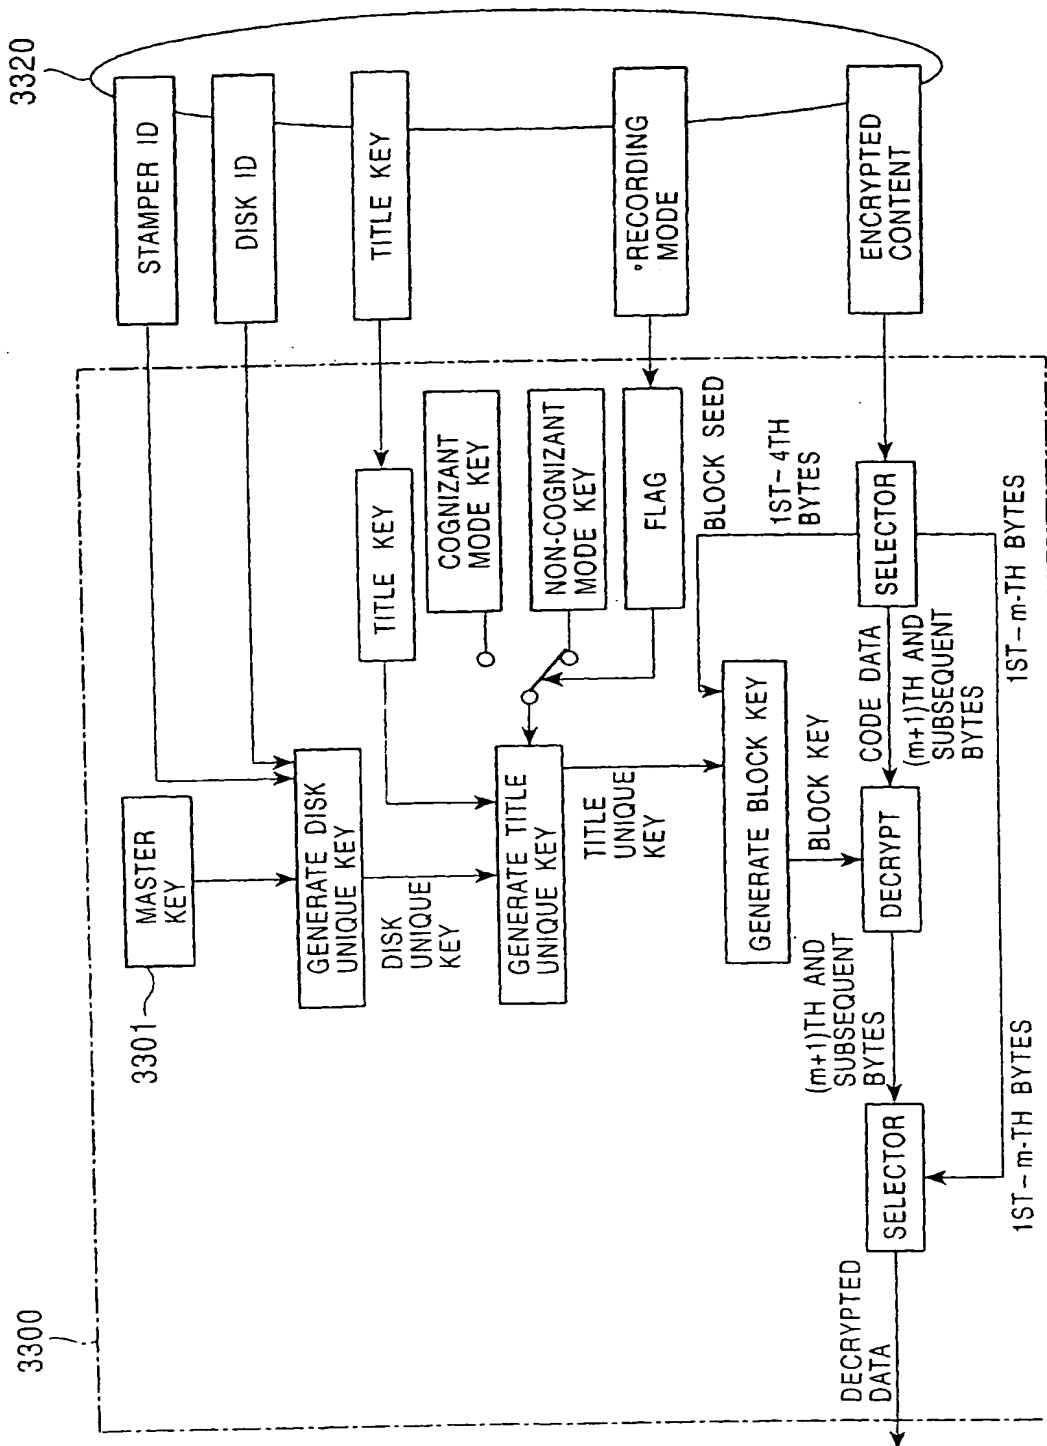 3300
3320
STAMPER ID
DISK ID
TITLE KEY
RECORDING
MODE
ENCRYPTED
CONTENT
3301
MASTER
KEY
GENERATE DISK
UNIQUE KEY
DISK
UNIQUE
KEY
TITLE KEY
COGNIZANT
MODE KEY
NON-COGNIZANT
MODE KEY
FLAG
GENERATE TITLE
UNIQUE KEY
TITLE
UNIQUE
KEY
BLOCK SEED
1ST-4TH
BYTES
GENERATE BLOCK KEY
BLOCK KEY
SELECTOR
CODE DATA
(m+1)TH AND
SUBSEQUENT
BYTES
DECRYPT
(m+1)TH AND
SUBSEQUENT
BYTES
SELECTOR
DECRYPTED
DATA
1ST-m-TH BYTES
1ST-m-TH BYTES